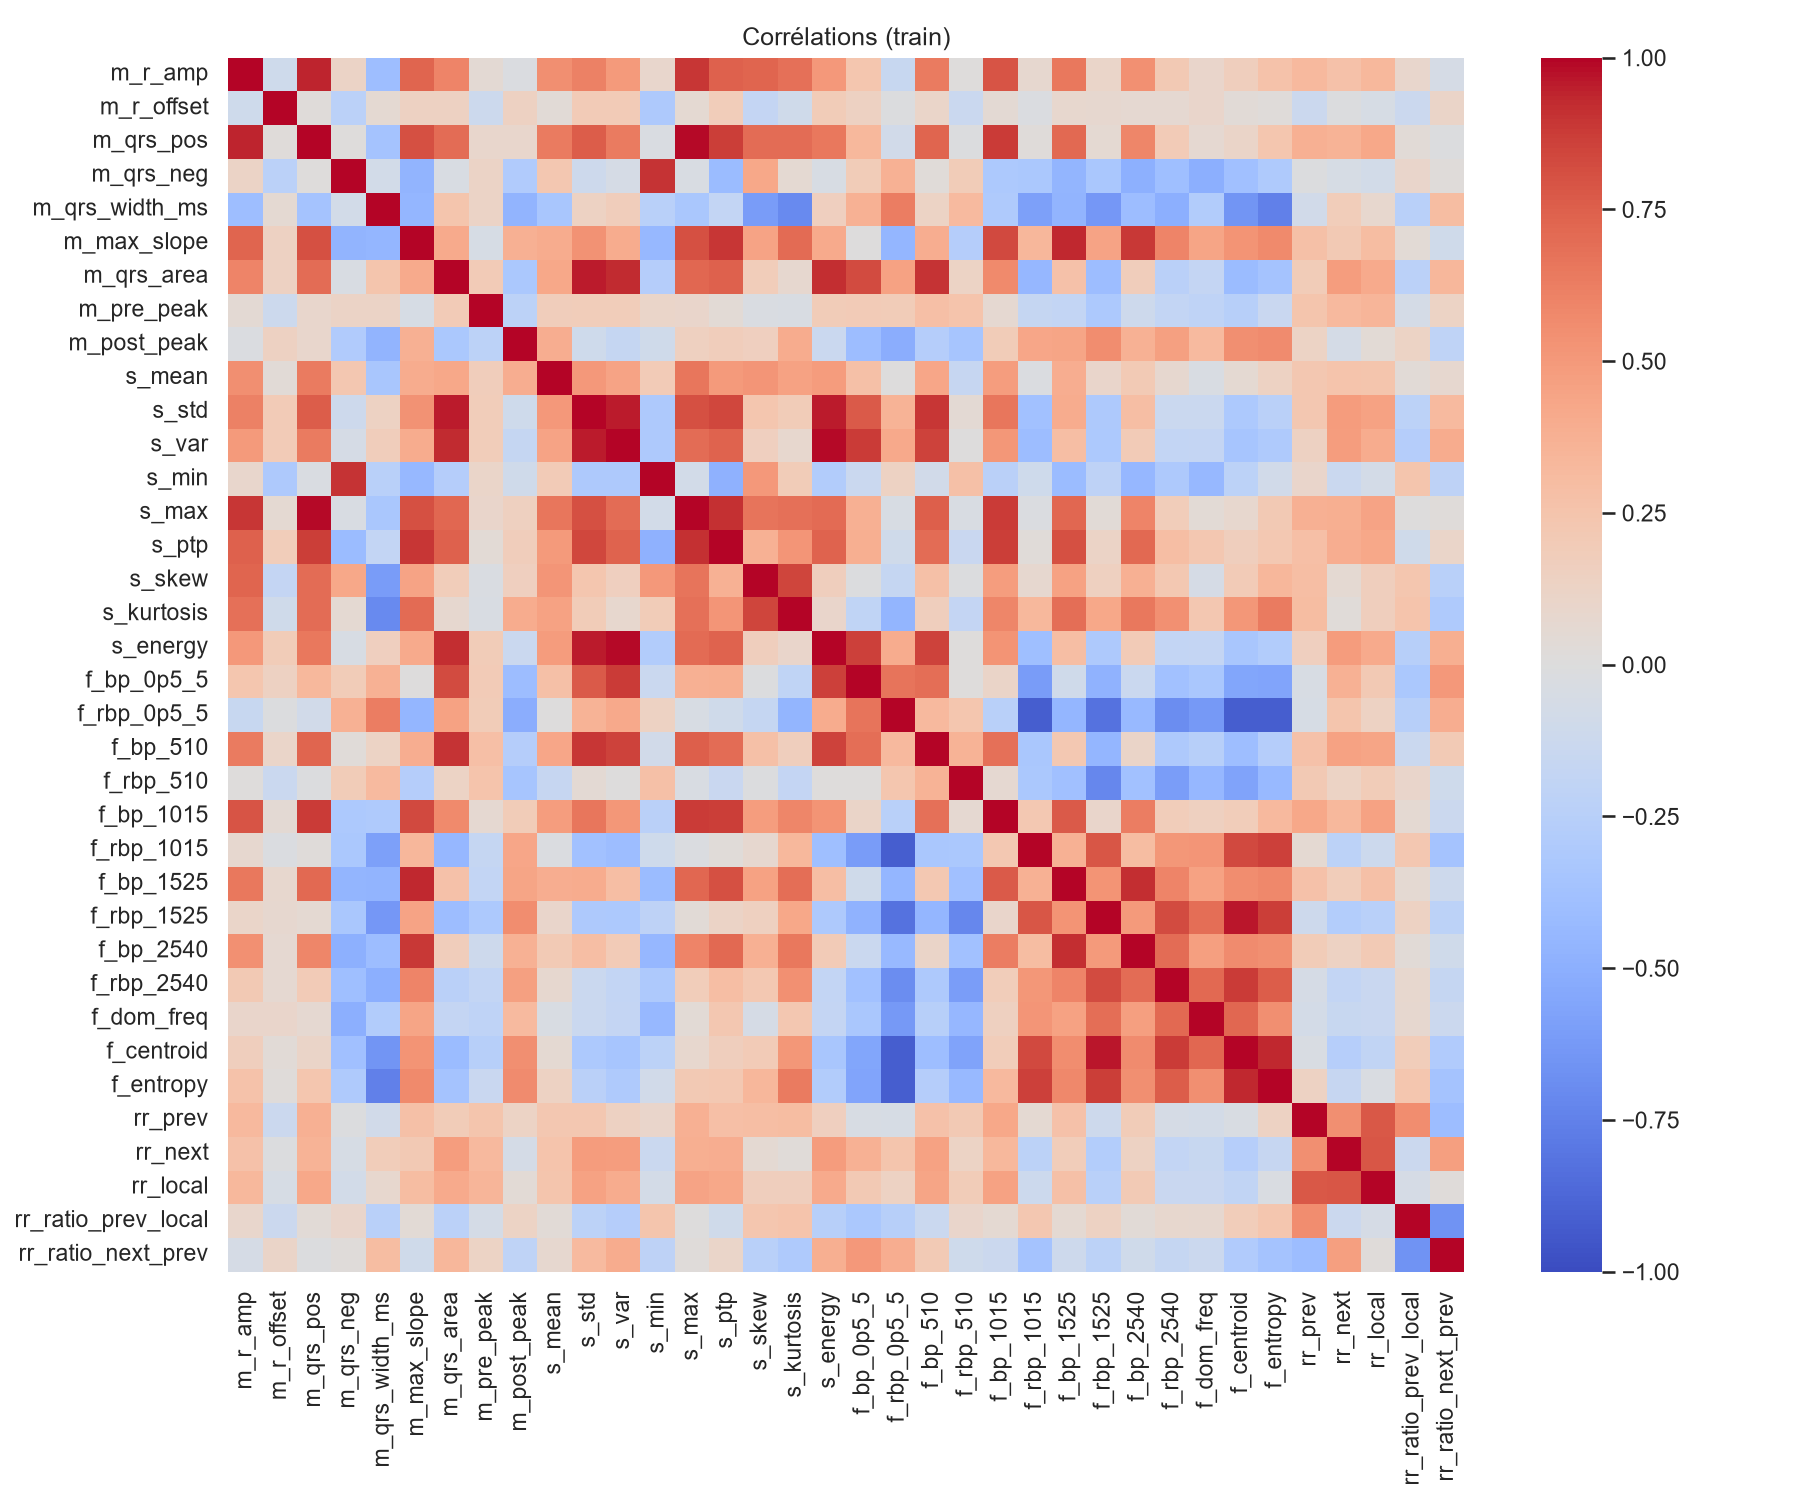 Corrélations (train)
m_r_amp
m_r_offset
m_qrs_pos
m_qrs_neg
m_qrs_width_ms
m_max_slope
m_qrs_area
m_pre_peak
m_post_peak
s_mean
s_std
s_var
s_min
s_max
s_ptp
s_skew
s_kurtosis
s_energy
f_bp_0p5_5
f_rbp_0p5_5
f_bp_510
f_rbp_510
f_bp_1015
f_rbp_1015
f_bp_1525
f_rbp_1525
f_bp_2540
f_rbp_2540
f_dom_freq
f_centroid
f_entropy
rr_prev
rr_next
rr_local
rr_ratio_prev_local
rr_ratio_next_prev
m_r_amp
m_r_offset
m_qrs_pos
m_qrs_neg
m_qrs_width_ms
m_max_slope
m_qrs_area
m_pre_peak
m_post_peak
s_mean
s_std
s_var
s_min
s_max
s_ptp
s_skew
s_kurtosis
s_energy
f_bp_0p5_5
f_rbp_0p5_5
f_bp_510
f_rbp_510
f_bp_1015
f_rbp_1015
f_bp_1525
f_rbp_1525
f_bp_2540
f_rbp_2540
f_dom_freq
f_centroid
f_entropy
rr_prev
rr_next
rr_local
rr_ratio_prev_local
rr_ratio_next_prev
1.00
0.75
0.50
0.25
0.00
−0.25
−0.50
−0.75
−1.00